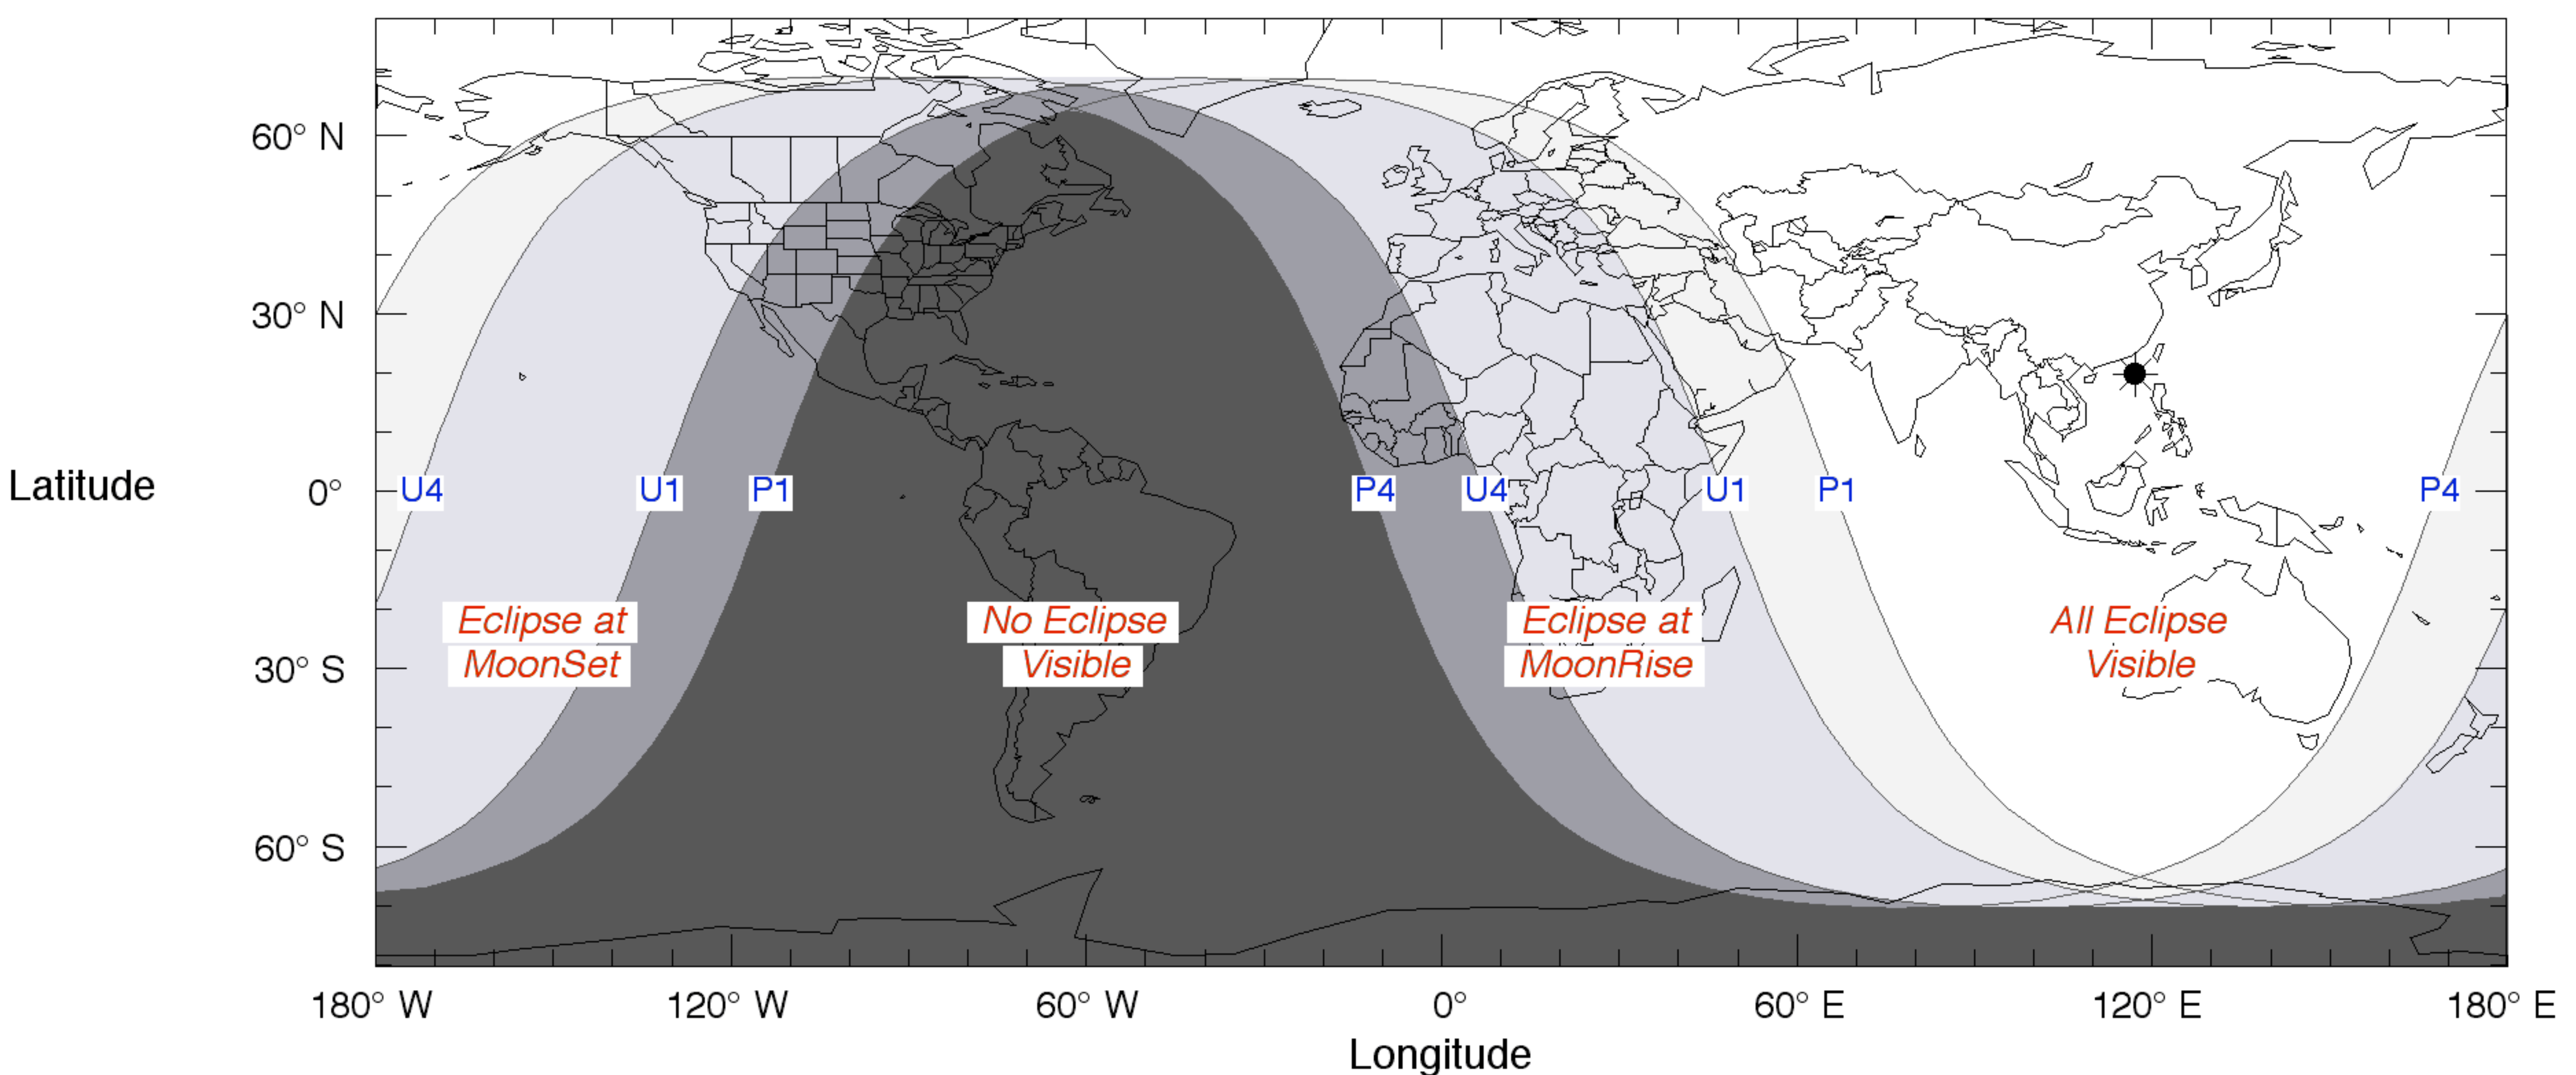 60° N
30° N
Latitude
0°
U4
U1
P1
P4
U4
U1
P1
P4
Eclipse at
MoonSet
No Eclipse
Visible
Eclipse at
MoonRise
All Eclipse
Visible
30° S
60° S
180° W
120° W
60° W
0°
60° E
120° E
180° E
Longitude